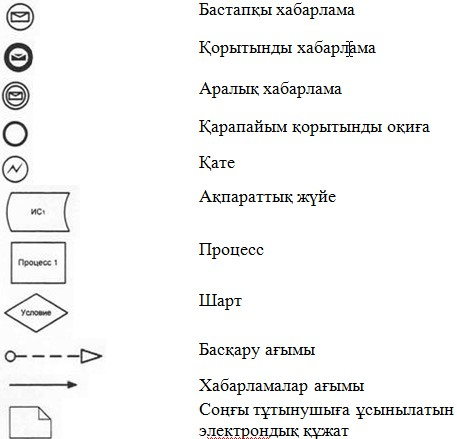 Бастапқы хабарлама
Қорытынды хабарлама
Аралық хабарлама
Қарапайым қорытынды оқиға
Қате
Ақпараттық жүйе
ИС1
Процесс
Процесс 1
Шарт
Условие
Басқару ағымы
Хабарламалар ағымы
Соңғы тұтынушыға ұсынылатын
электрондық құжат